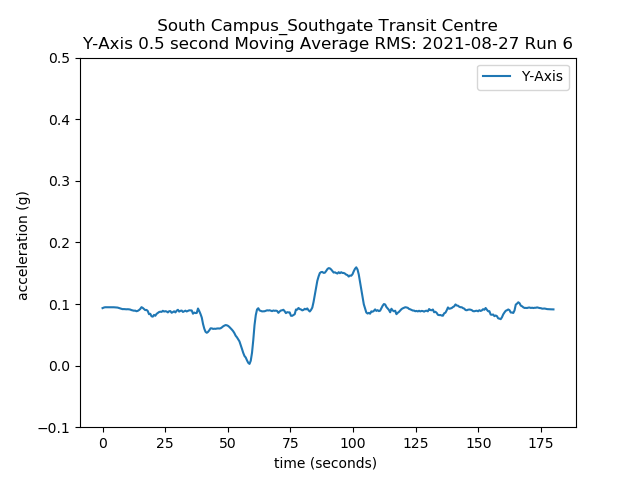 South Campus_Southgate Transit Centre
Y-Axis 0.5 second Moving Average RMS: 2021-08-27 Run 6
Y-Axis
0.5
0.4
0.3
0.2
0.1
0.0
−0.1
acceleration (g)
0 25 50 75 100 125 150 175
time (seconds)